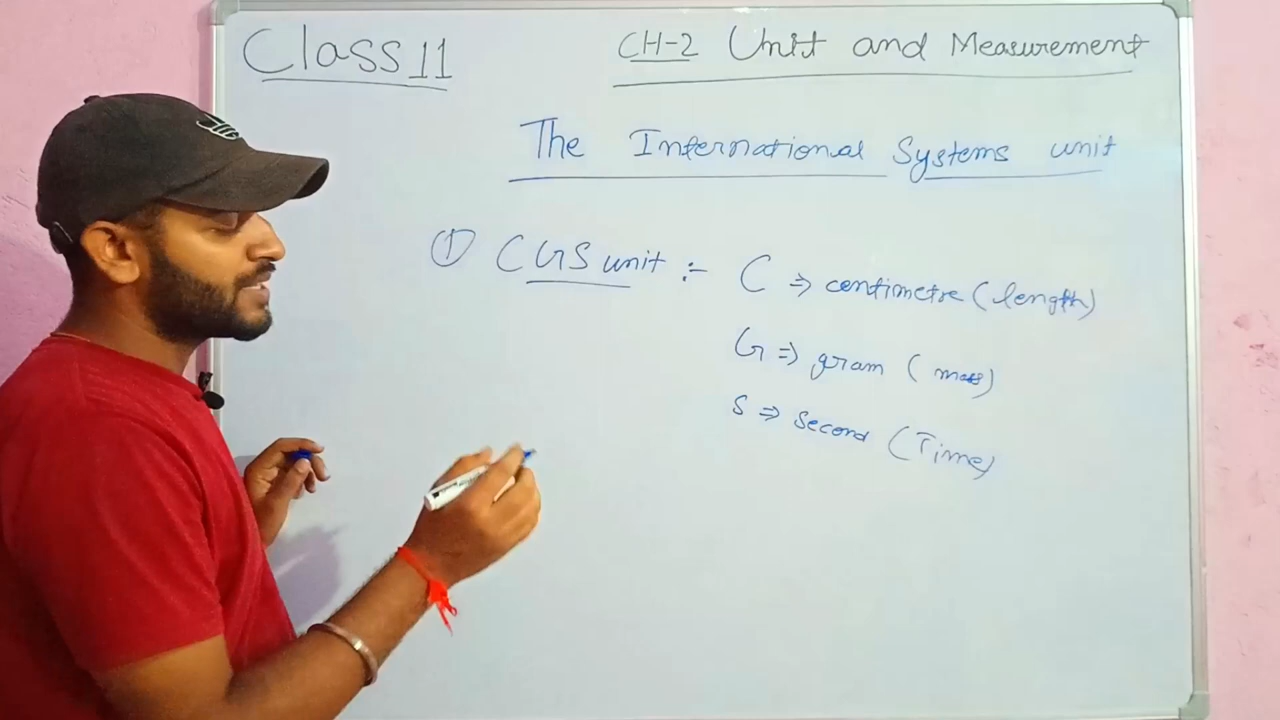 Class 11
CH-2 Unit and Measurement
The International Systems unit
① CGS unit :- C ⇒ centimetre (length)
G ⇒ gram (mass)
S ⇒ Second (Time)